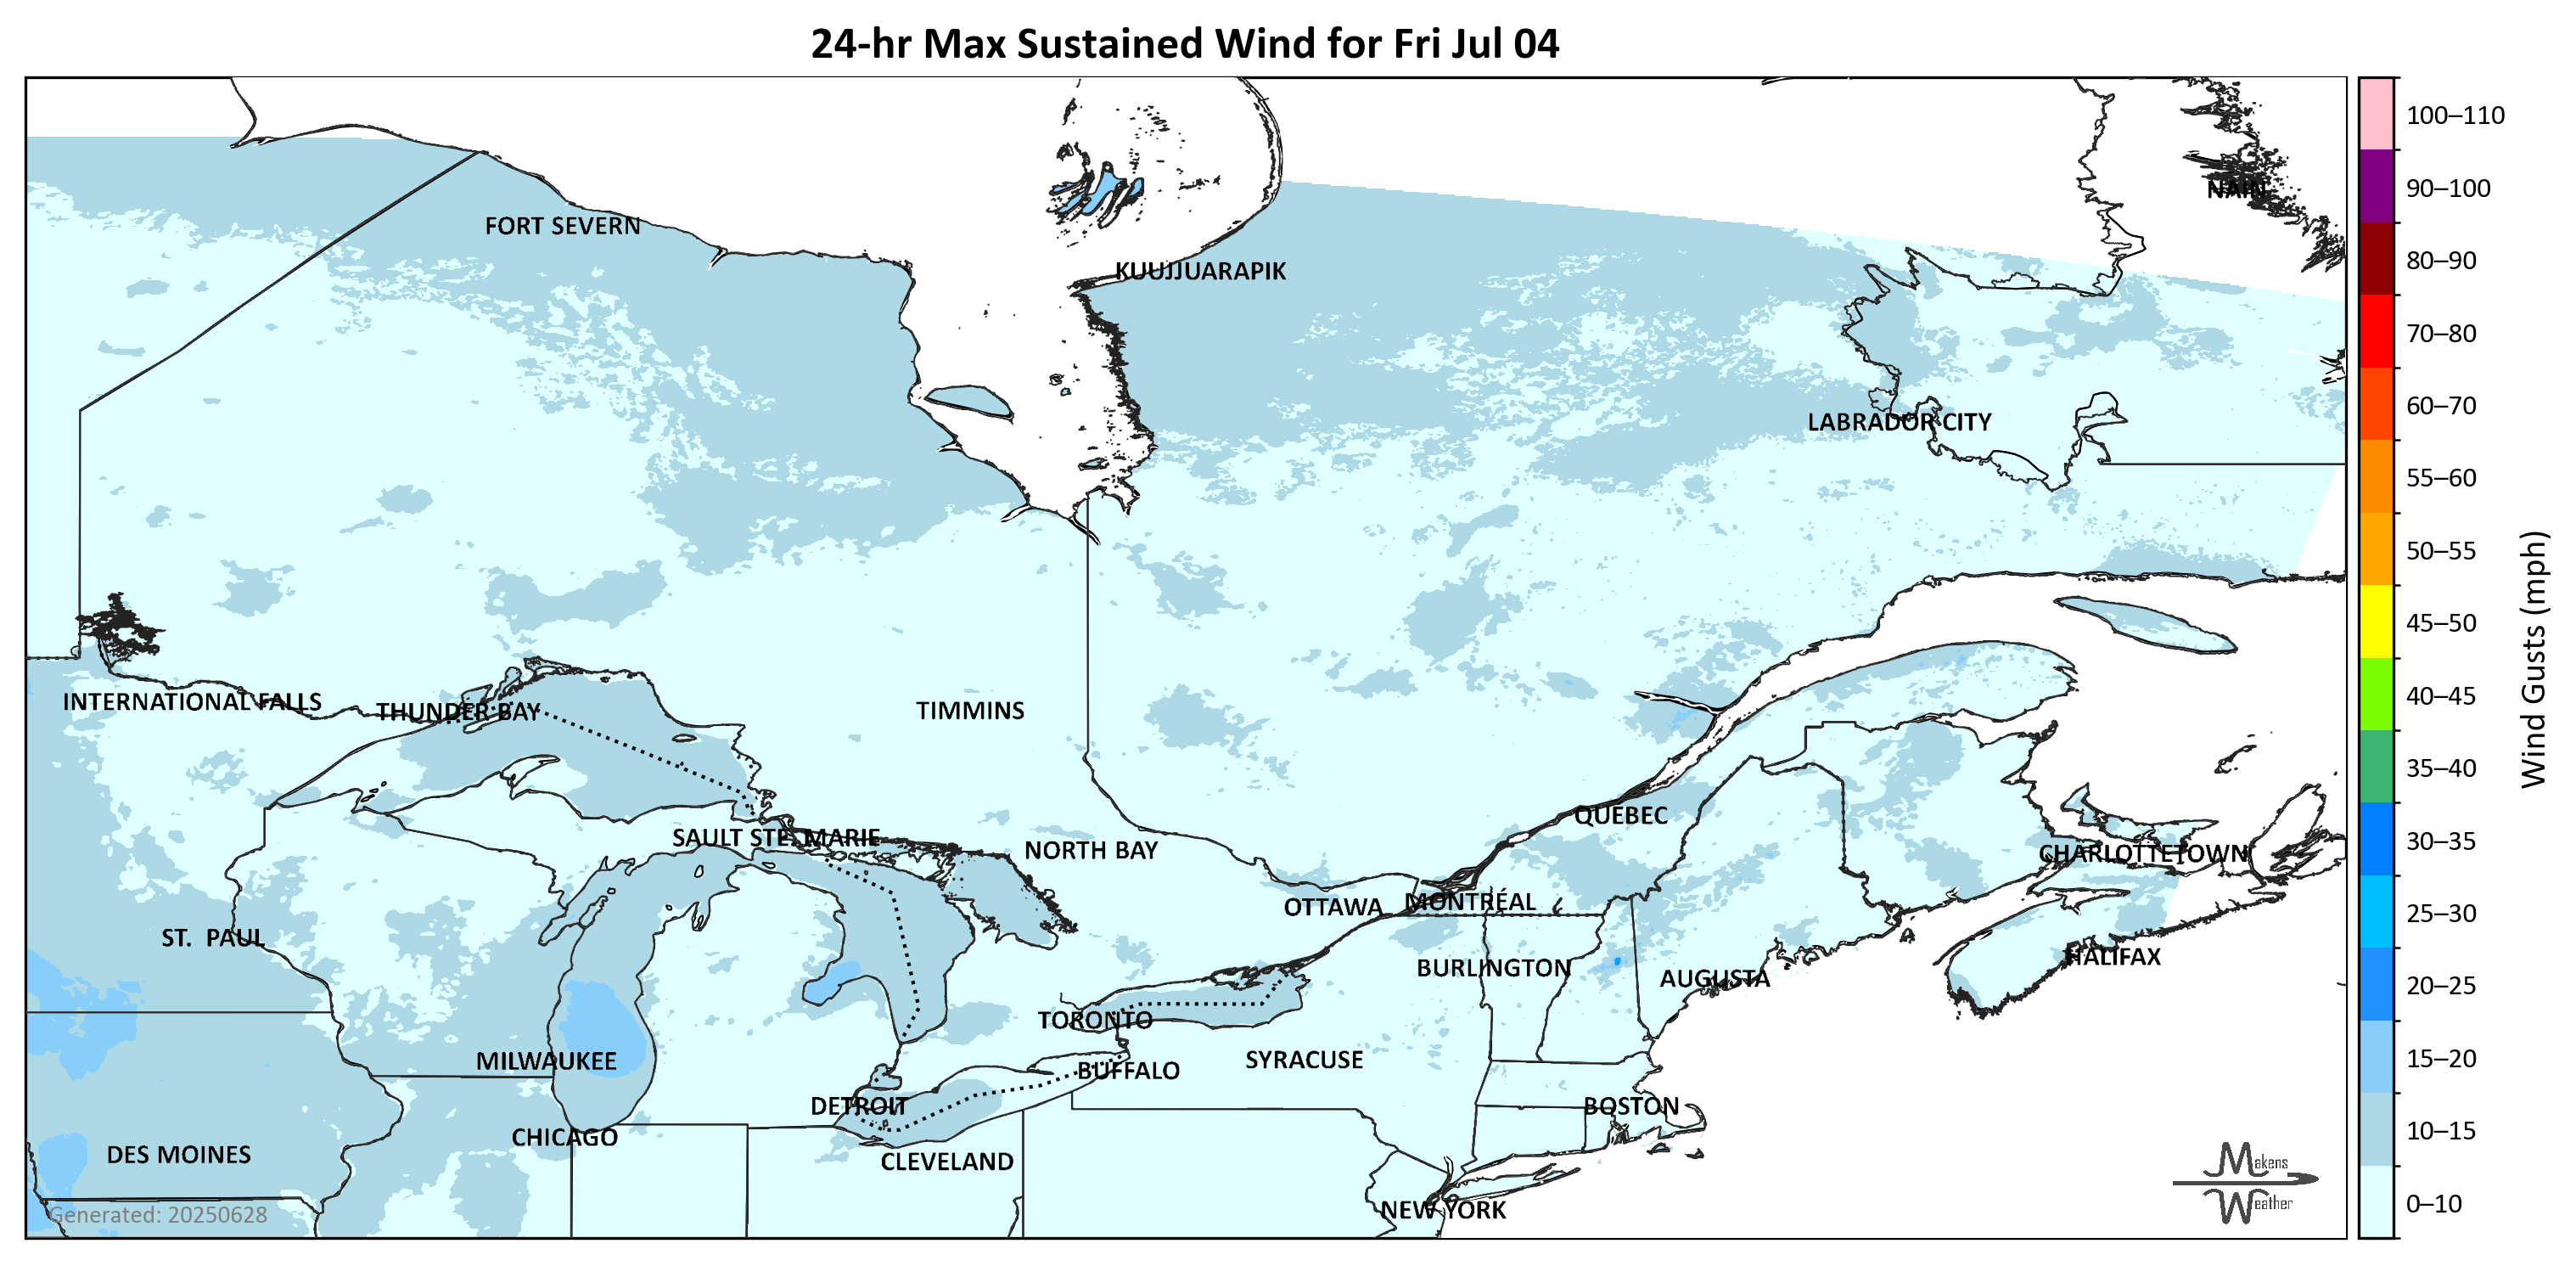 24-hr Max Sustained Wind for Fri Jul 04
100–110
90–100
NAIN
FORT SEVERN
80–90
KUUJJUARAPIK
70–80
60–70
LABRADOR CITY
55–60
50–55
45–50
Wind Gusts (mph)
40–45
INTERNATIONAL FALLS
THUNDER BAY
TIMMINS
35–40
QUEBEC
SAULT STE. MARIE
30–35
NORTH BAY
CHARLOTTETOWN
MONTRÉAL
OTTAWA
25–30
ST. PAUL
HALIFAX
BURLINGTON
AUGUSTA
20–25
TORONTO
MILWAUKEE
SYRACUSE
15–20
BUFFALO
DETROIT
BOSTON
CHICAGO
10–15
DES MOINES
CLEVELAND
Makens
Weather
0–10
NEW YORK
Generated: 20250628